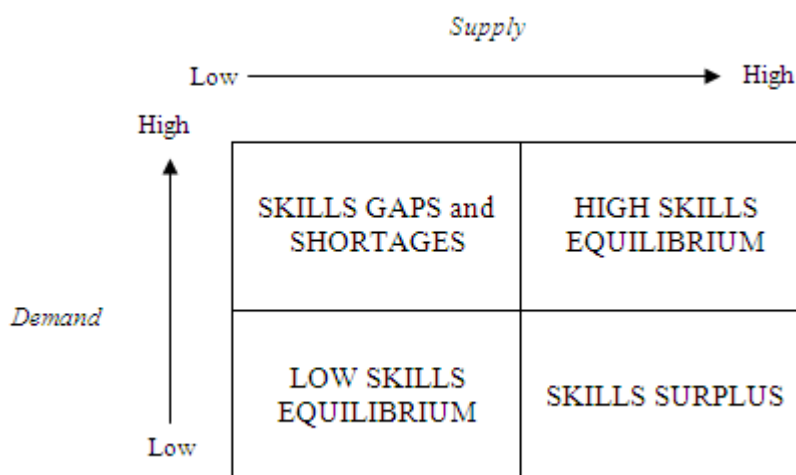 Supply
Low
High
High
SKILLS GAPS and
SHORTAGES
HIGH SKILLS
EQUILIBRIUM
Demand
LOW SKILLS
EQUILIBRIUM
SKILLS SURPLUS
Low